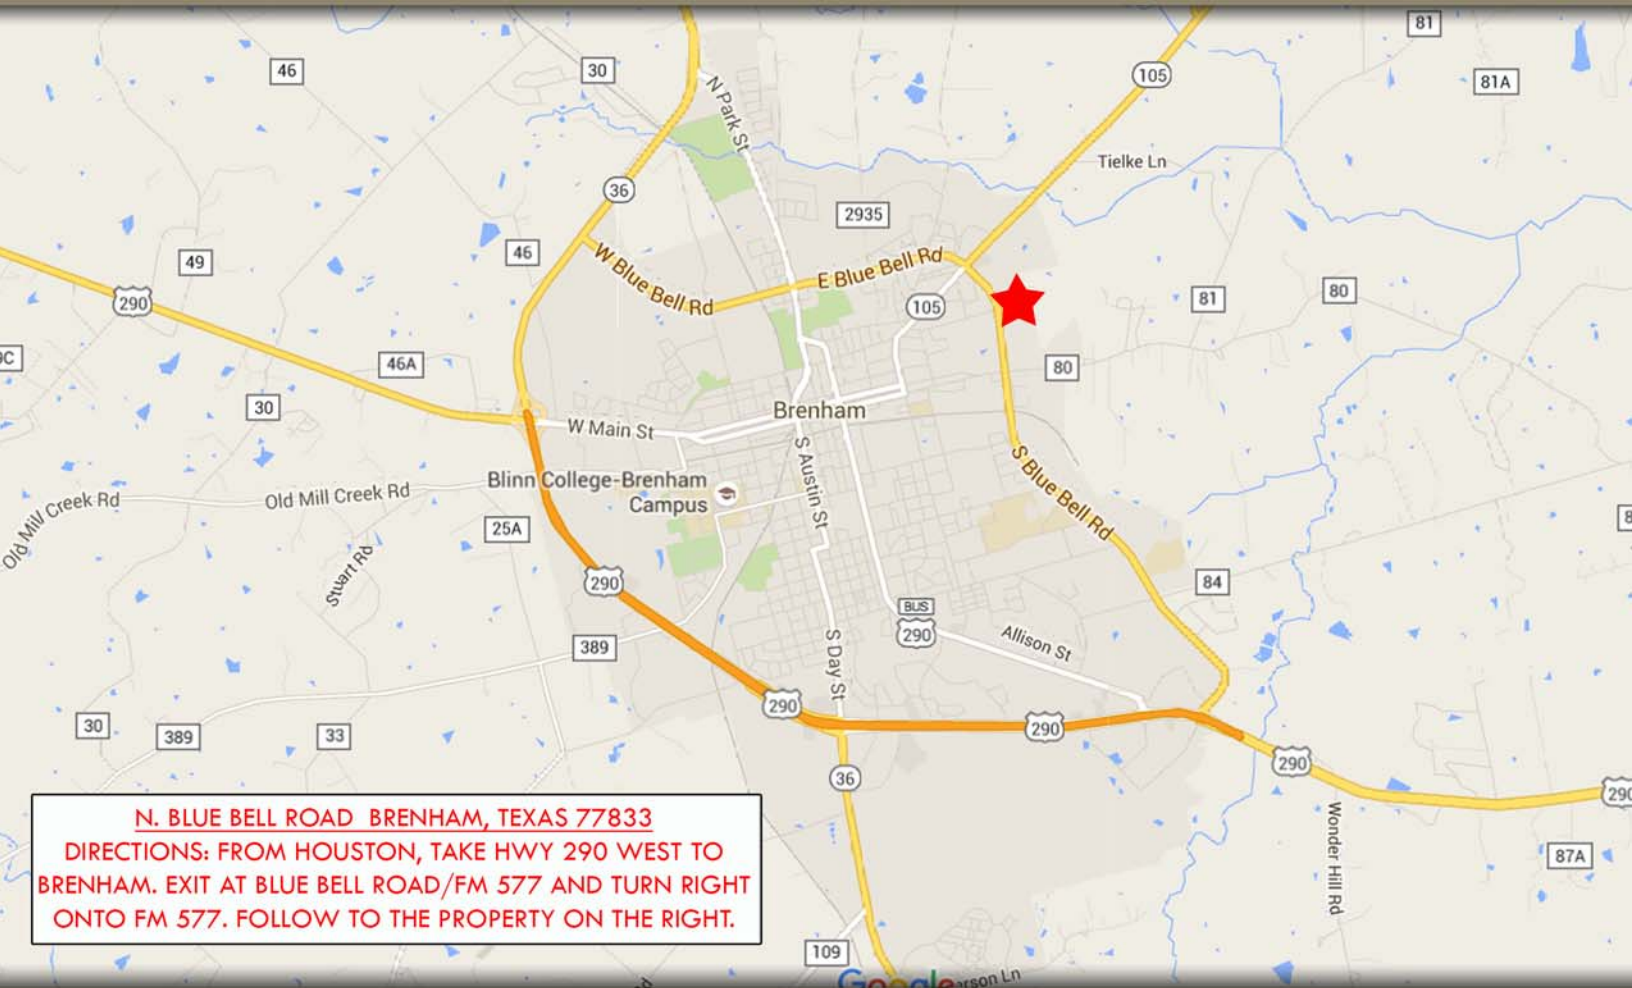 81
46
30
105
81A
N Park St
Tielke Ln
36
2935
46
49
W Blue Bell Rd
E Blue Bell Rd
290
105
81
80
9C
46A
80
30
Brenham
W Main St
S Austin St
S Blue Bell Rd
Blinn College-Brenham
Campus
Old Mill Creek Rd
Old Mill Creek Rd
25A
Stuart Rd
290
84
BUS
290
Allison St
389
S Day St
290
290
30
389
33
290
36
290
Wonder Hill Rd
87A
109
Google
N. BLUE BELL ROAD BRENHAM, TEXAS 77833
DIRECTIONS: FROM HOUSTON, TAKE HWY 290 WEST TO
BRENHAM. EXIT AT BLUE BELL ROAD/FM 577 AND TURN RIGHT
ONTO FM 577. FOLLOW TO THE PROPERTY ON THE RIGHT.